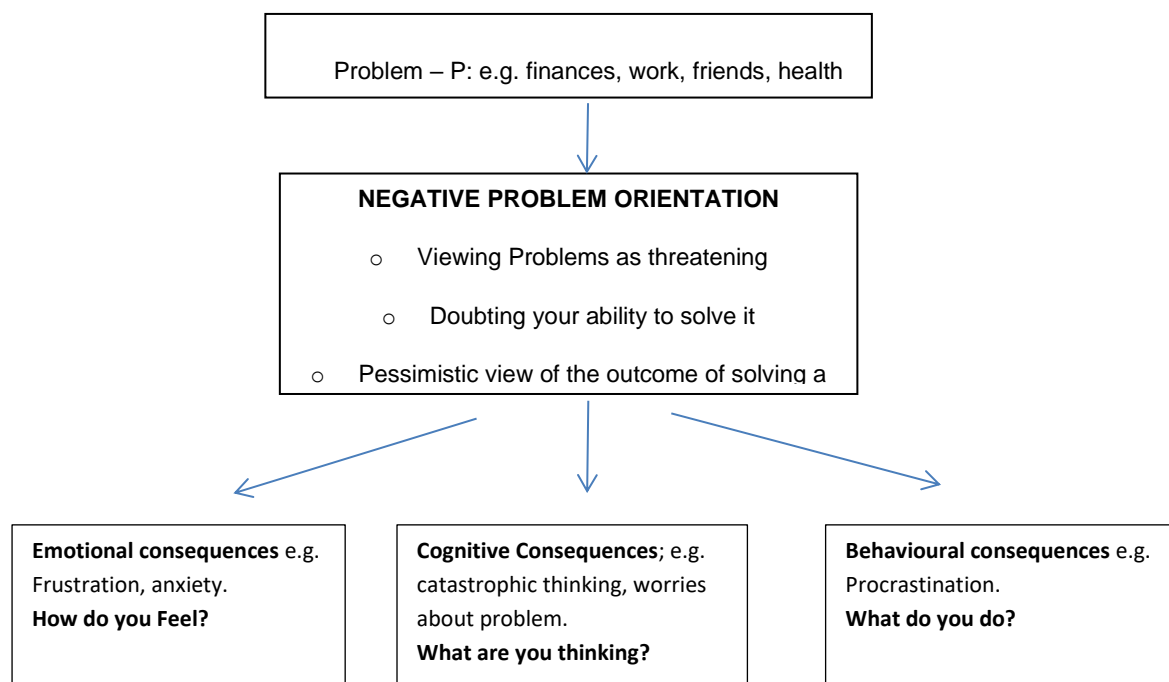 Problem – P: e.g. finances, work, friends, health
NEGATIVE PROBLEM ORIENTATION
o Viewing Problems as threatening
o Doubting your ability to solve it
o Pessimistic view of the outcome of solving a
Emotional consequences e.g.
Frustration, anxiety.
How do you Feel?
Cognitive Consequences; e.g.
catastrophic thinking, worries
about problem.
What are you thinking?
Behavioural consequences e.g.
Procrastination.
What do you do?